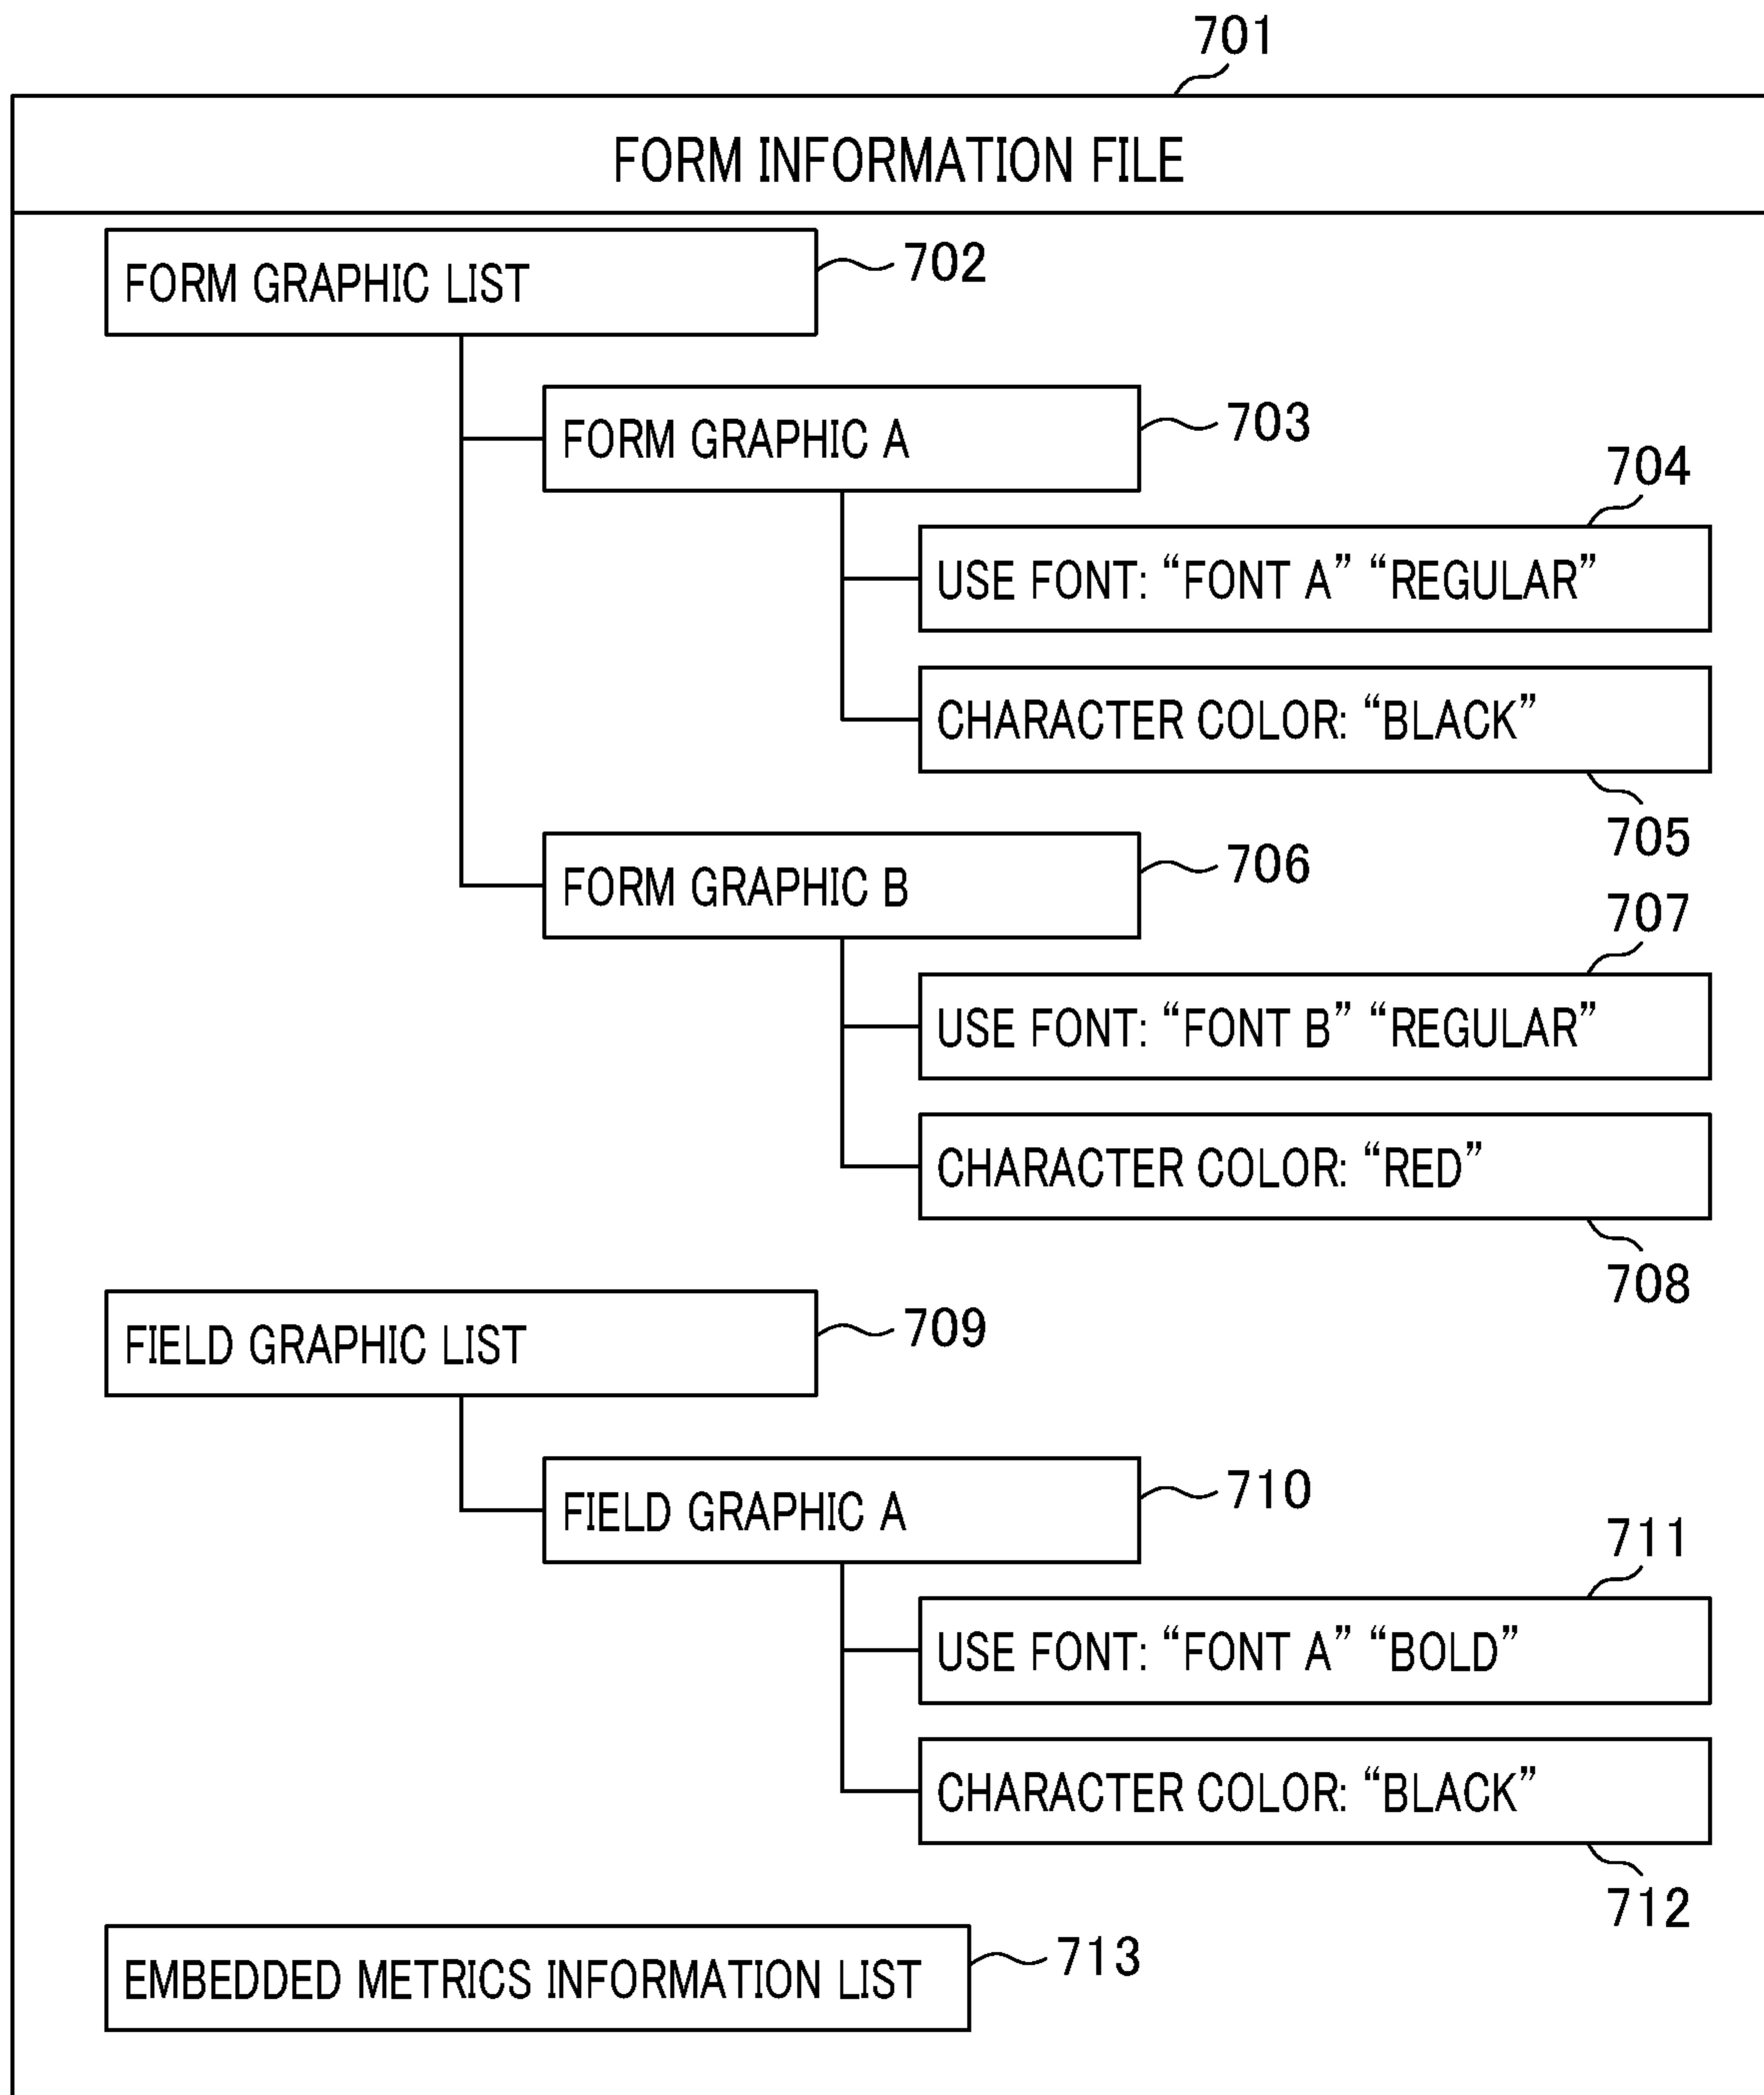 701
FORM INFORMATION FILE
FORM GRAPHIC LIST
702
FORM GRAPHIC A
703
704
USE FONT: “FONT A” “REGULAR”
CHARACTER COLOR: “BLACK”
705
FORM GRAPHIC B
706
707
USE FONT: “FONT B” “REGULAR”
CHARACTER COLOR: “RED”
708
FIELD GRAPHIC LIST
709
FIELD GRAPHIC A
710
711
USE FONT: “FONT A” “BOLD”
CHARACTER COLOR: “BLACK”
712
EMBEDDED METRICS INFORMATION LIST
713